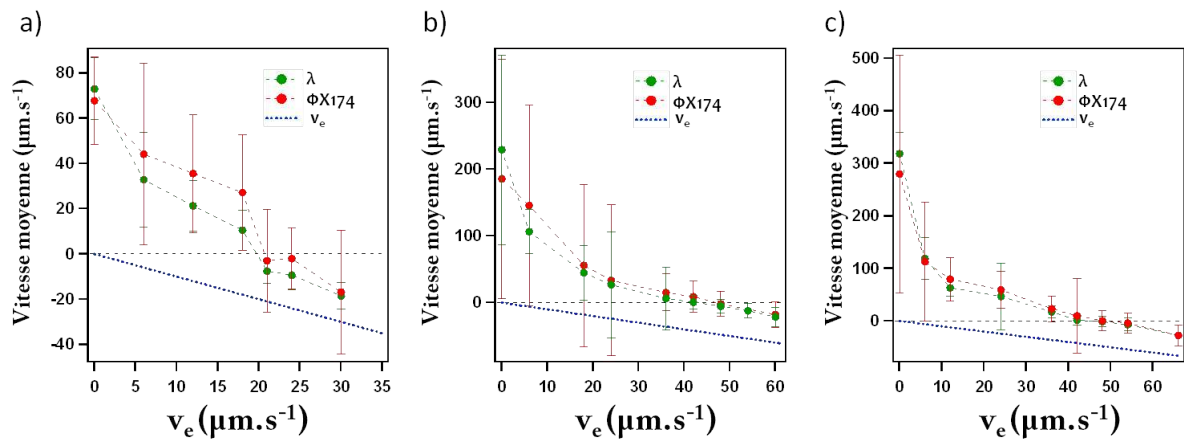 a)
Vitesse moyenne (µm.s⁻¹)
80
60
40
20
0
-20
-40
λ
ΦX174
vₑ
0 5 10 15 20 25 30 35
vₑ (µm.s⁻¹)
b)
Vitesse moyenne (µm.s⁻¹)
300
200
100
0
λ
ΦX174
vₑ
0 10 20 30 40 50 60
vₑ (µm.s⁻¹)
c)
Vitesse moyenne (µm.s⁻¹)
500
400
300
200
100
0
-100
λ
ΦX174
vₑ
0 10 20 30 40 50 60
vₑ (µm.s⁻¹)